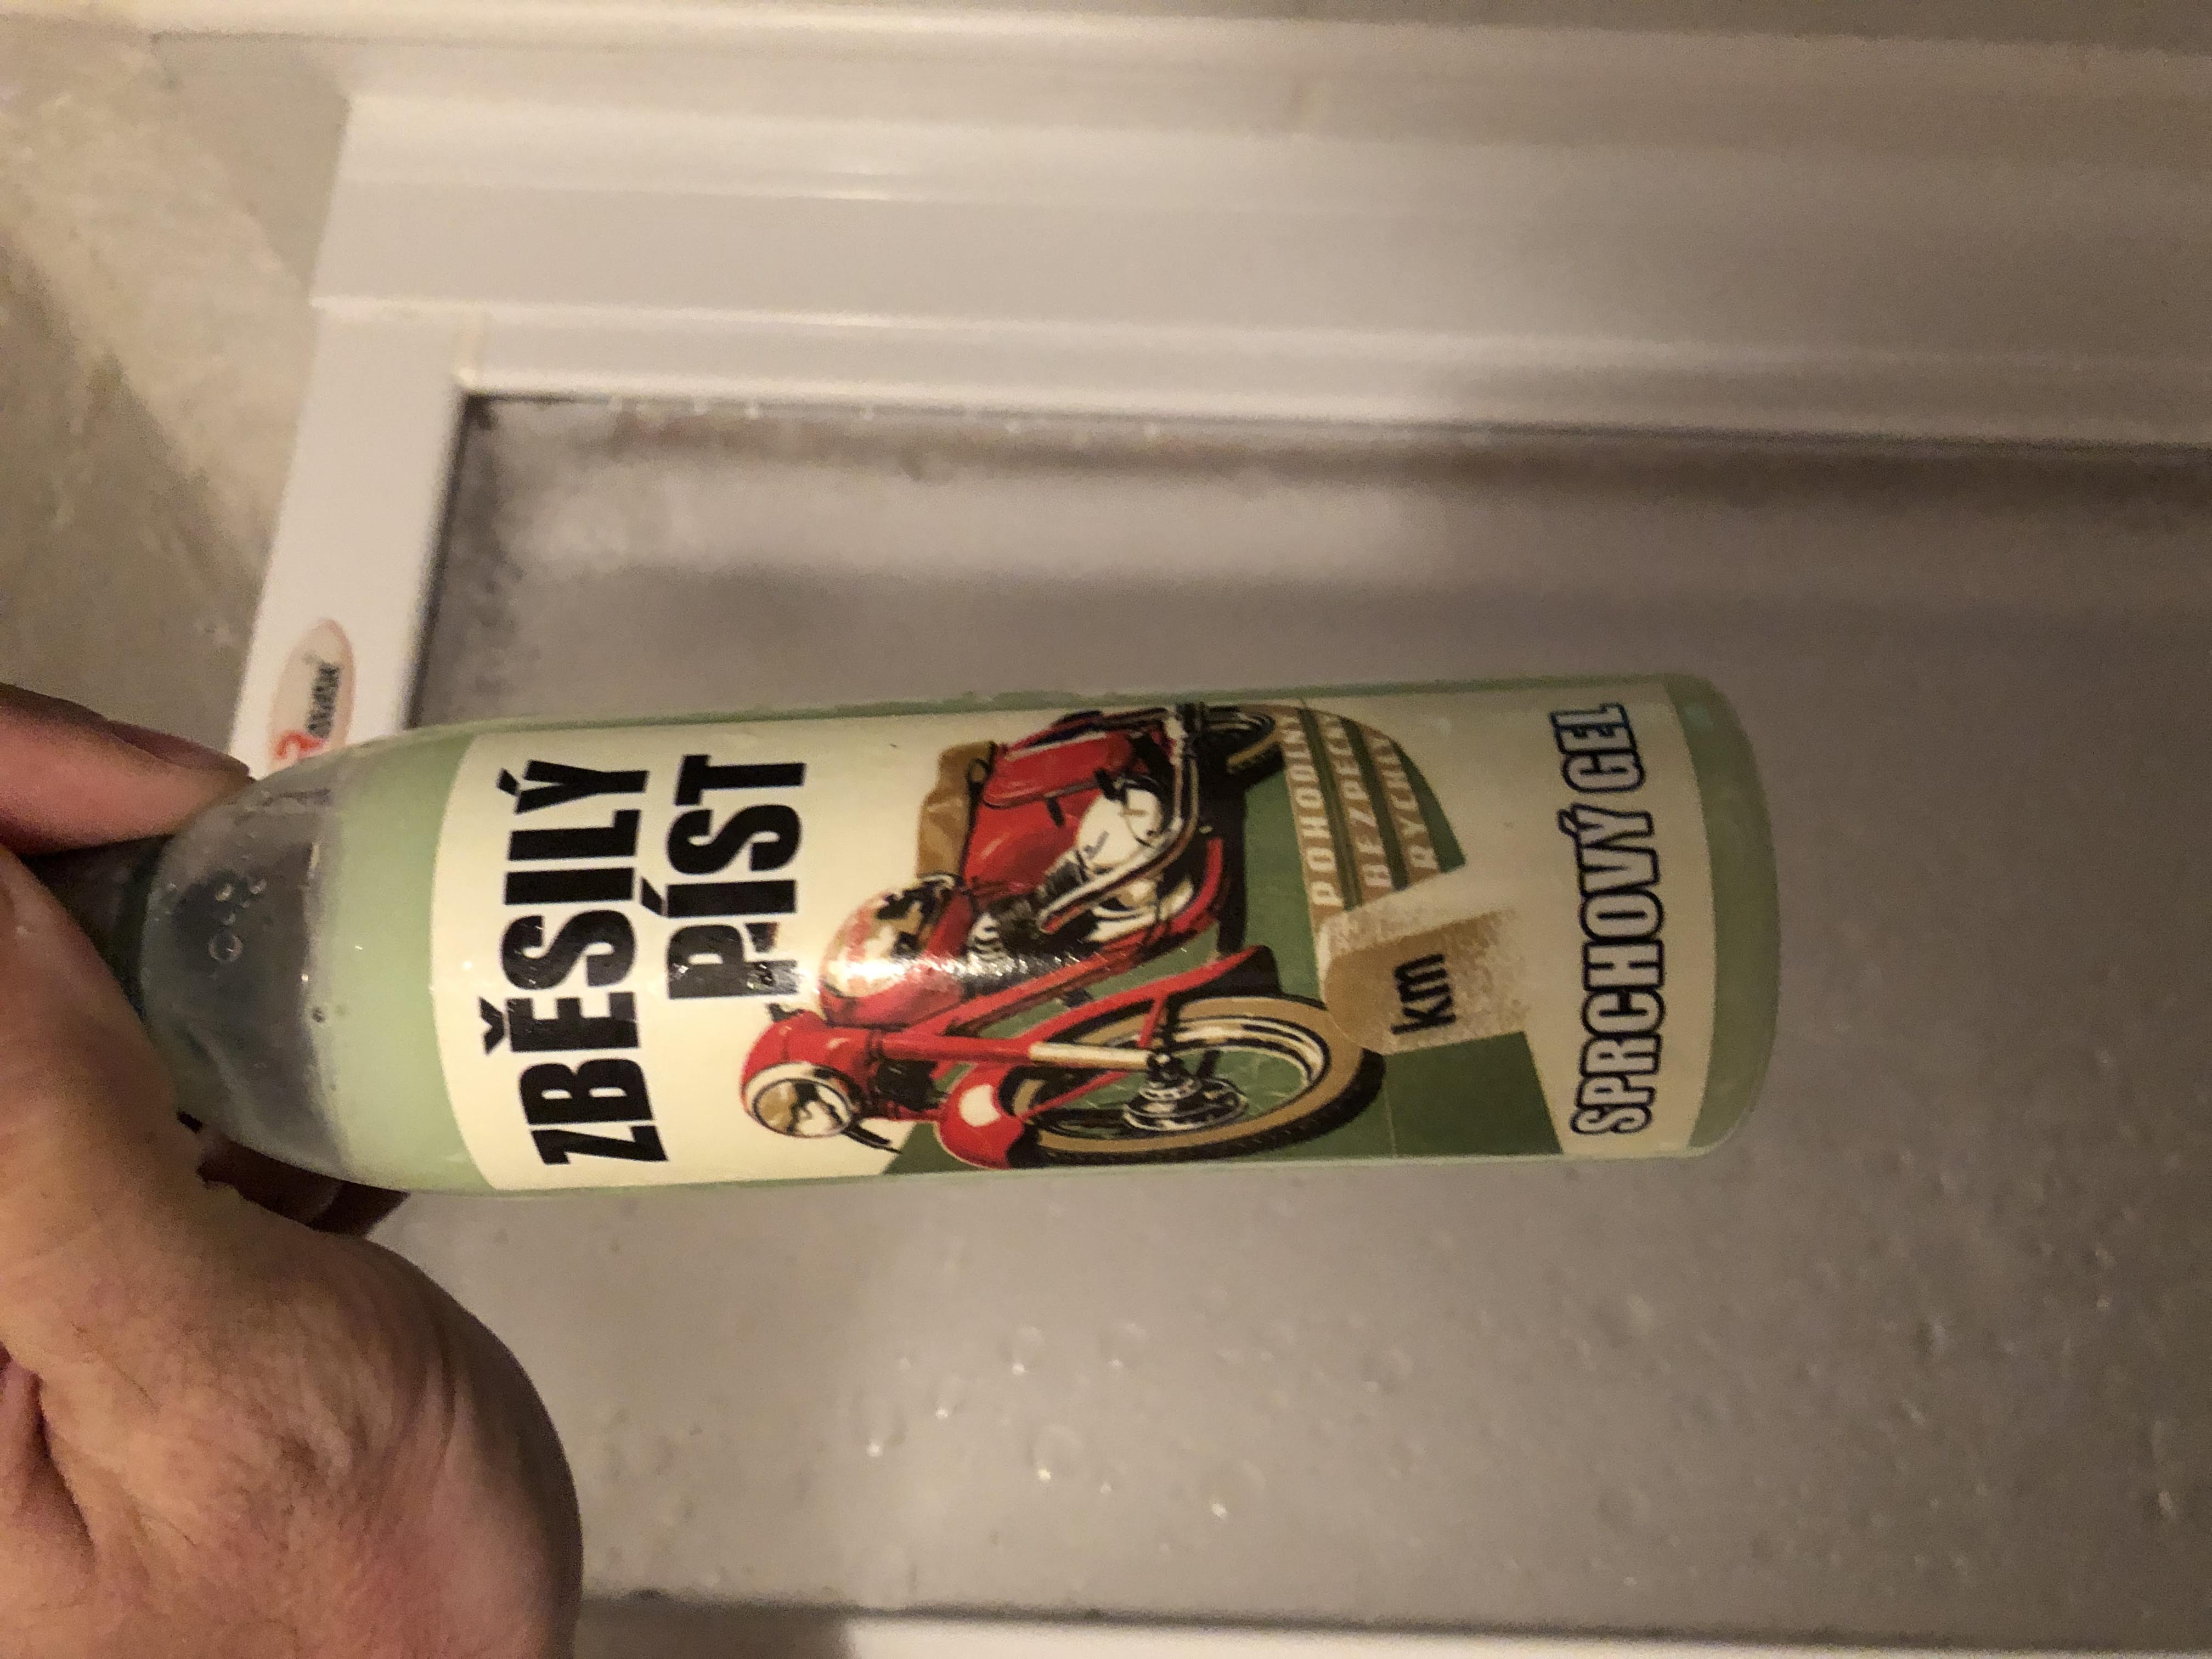 ZBĚSILÝ
PÍST
POHODLNÝ
BEZPEČNÝ
RYCHLÝ
km
SPRCHOVÝ GEL